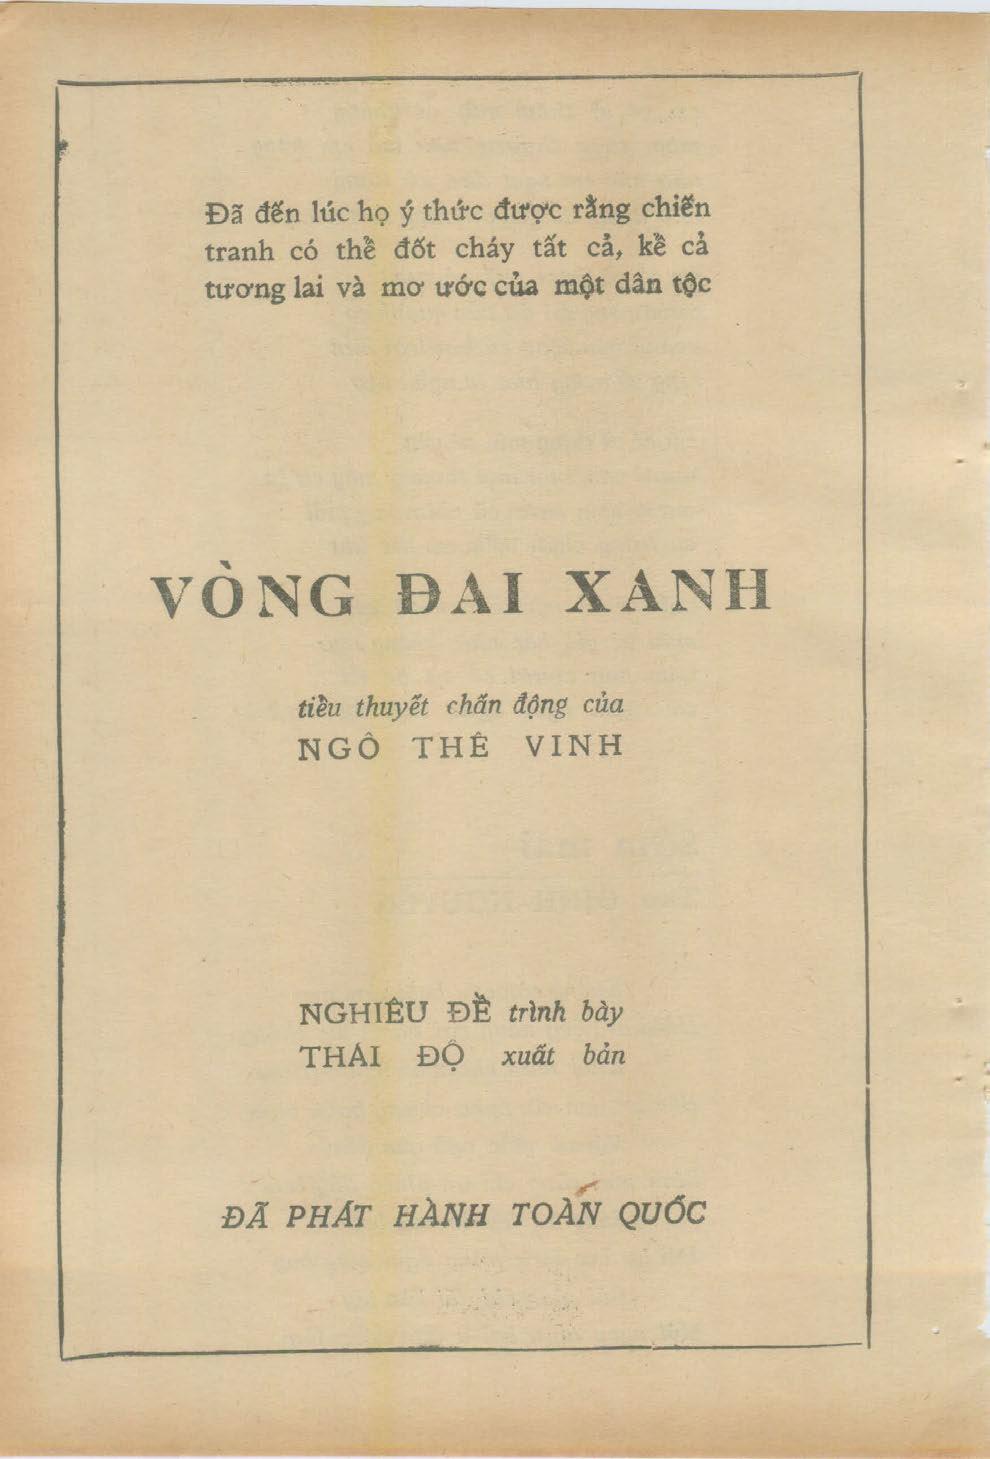 Đã đến lúc họ ý thức được rằng chiến
tranh có thể đốt cháy tất cả, kể cả
tương lai và mơ ước của một dân tộc
VÒNG ĐAI XANH
tiểu thuyết chấn động của
NGÔ THẾ VINH
NGHIÊU ĐỀ trình bày
THÁI ĐỘ xuất bản
ĐÃ PHÁT HÀNH TOÀN QUỐC